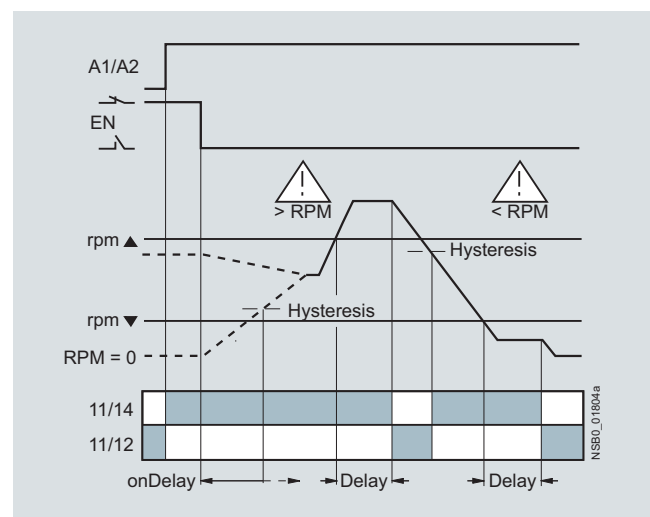 A1/A2
EN
> RPM
< RPM
rpm ▲
Hysteresis
Hysteresis
rpm ▼
RPM = 0
11/14
11/12
NSB0_01804a
onDelay
Delay
Delay